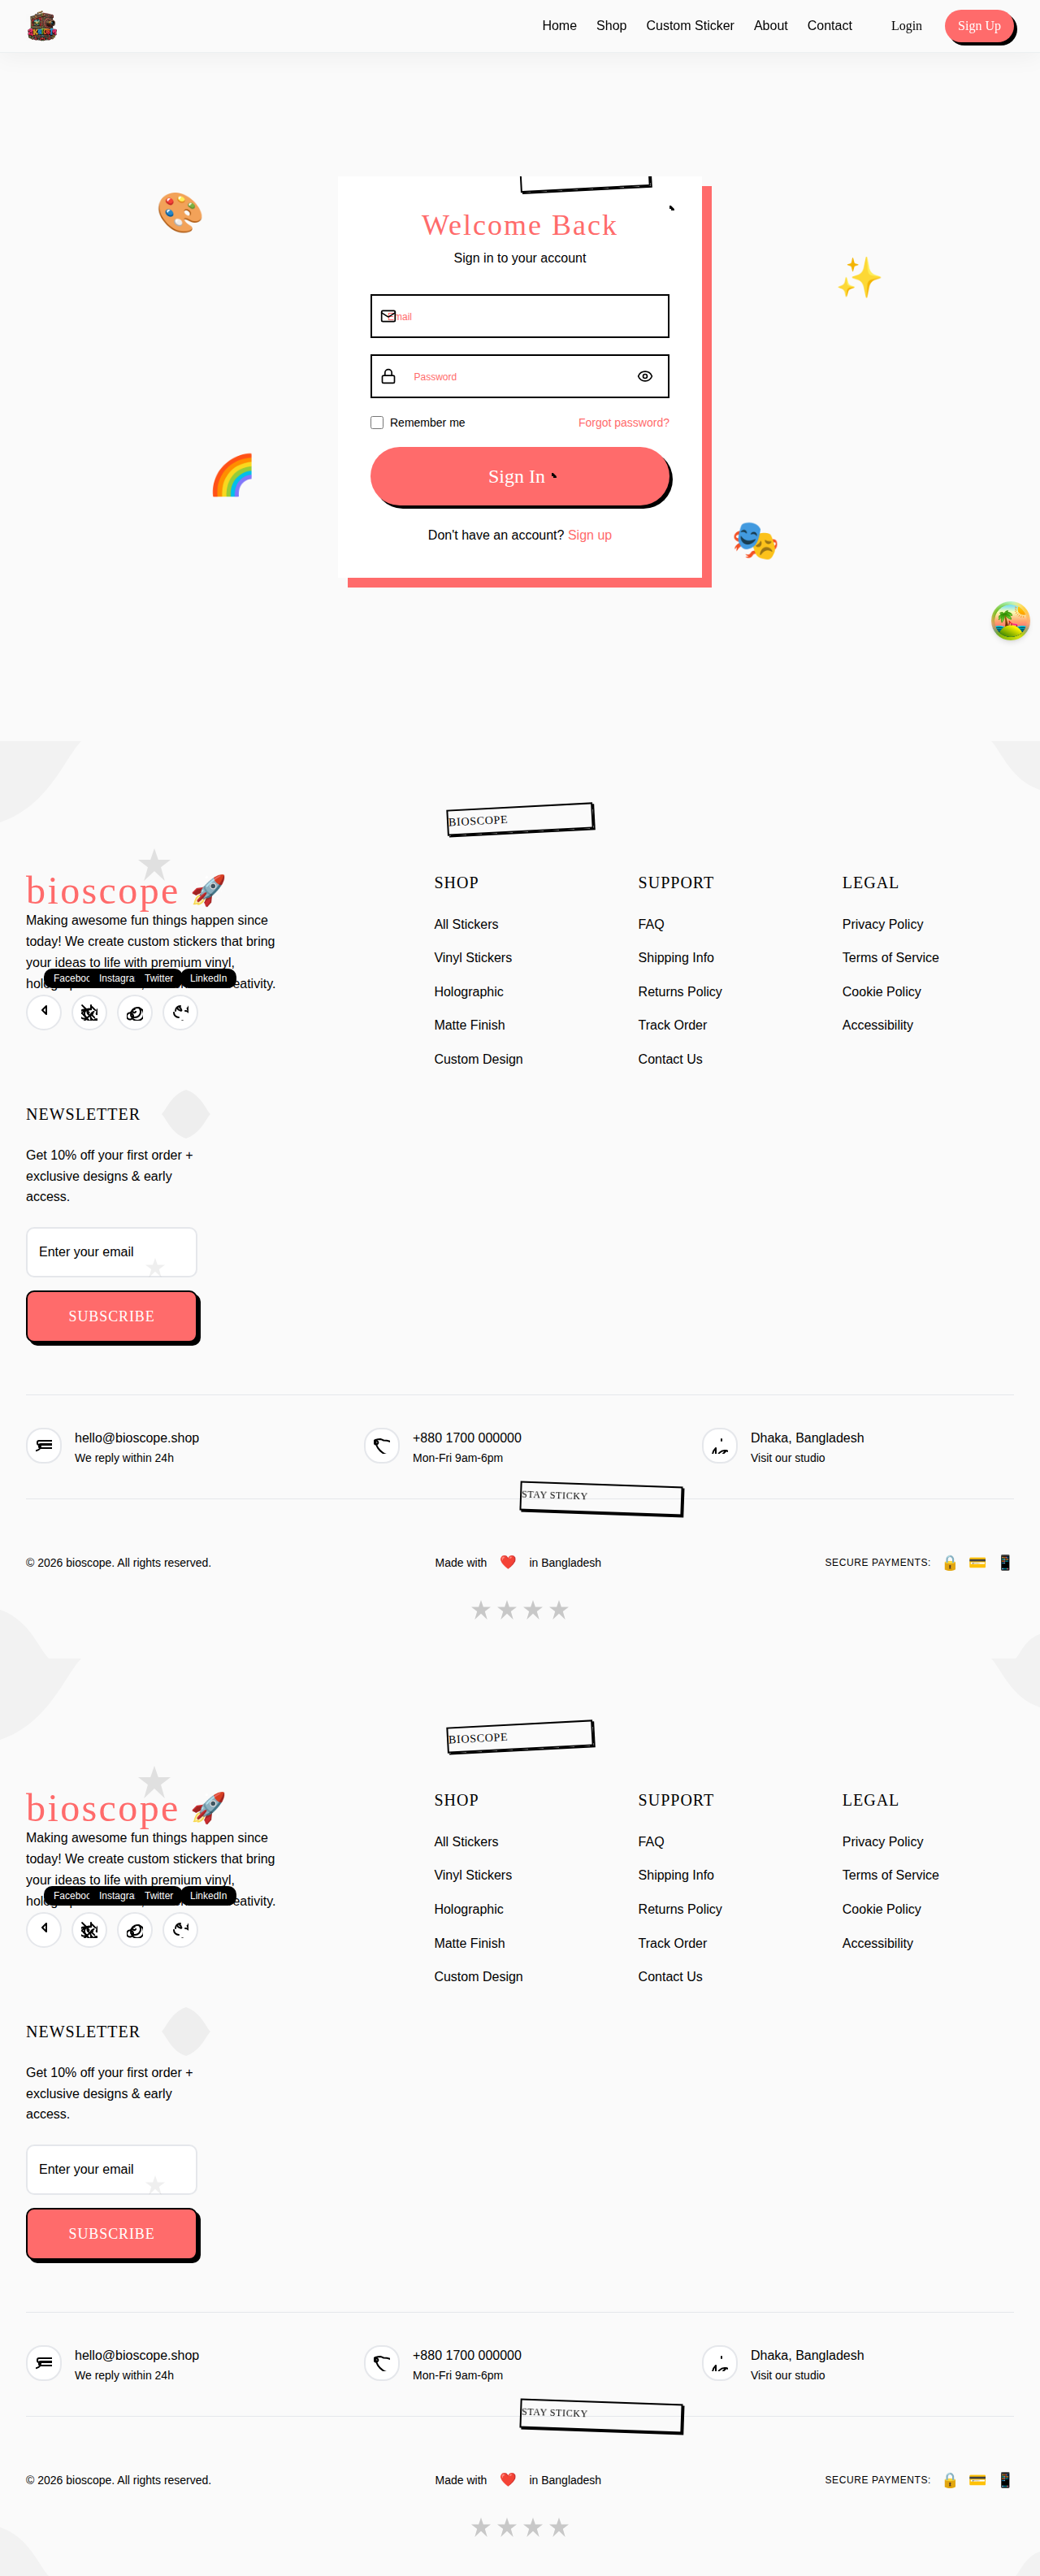 Home Shop Custom Sticker About Contact Login Sign Up
Welcome Back
Sign in to your account
Email
Password
Remember me Forgot password?
Sign In
Don't have an account? Sign up
BIOSCOPE
bioscope
Making awesome fun things happen since
today! We create custom stickers that bring
your ideas to life with premium vinyl,
eativity.
Facebo Instagra Twitter LinkedIn
SHOP
All Stickers
Vinyl Stickers
Holographic
Matte Finish
Custom Design
SUPPORT
FAQ
Shipping Info
Returns Policy
Track Order
Contact Us
LEGAL
Privacy Policy
Terms of Service
Cookie Policy
Accessibility
NEWSLETTER
Get 10% off your first order +
exclusive designs & early
access.
Enter your email
SUBSCRIBE
hello@bioscope.shop
We reply within 24h
+880 1700 000000
Mon-Fri 9am-6pm
Dhaka, Bangladesh
Visit our studio
STAY STICKY
© 2026 bioscope. All rights reserved.
Made with ❤️ in Bangladesh
SECURE PAYMENTS:
BIOSCOPE
bioscope
Making awesome fun things happen since
today! We create custom stickers that bring
your ideas to life with premium vinyl,
eativity.
Facebo Instagra Twitter LinkedIn
SHOP
All Stickers
Vinyl Stickers
Holographic
Matte Finish
Custom Design
SUPPORT
FAQ
Shipping Info
Returns Policy
Track Order
Contact Us
LEGAL
Privacy Policy
Terms of Service
Cookie Policy
Accessibility
NEWSLETTER
Get 10% off your first order +
exclusive designs & early
access.
Enter your email
SUBSCRIBE
hello@bioscope.shop
We reply within 24h
+880 1700 000000
Mon-Fri 9am-6pm
Dhaka, Bangladesh
Visit our studio
STAY STICKY
© 2026 bioscope. All rights reserved.
Made with ❤️ in Bangladesh
SECURE PAYMENTS: